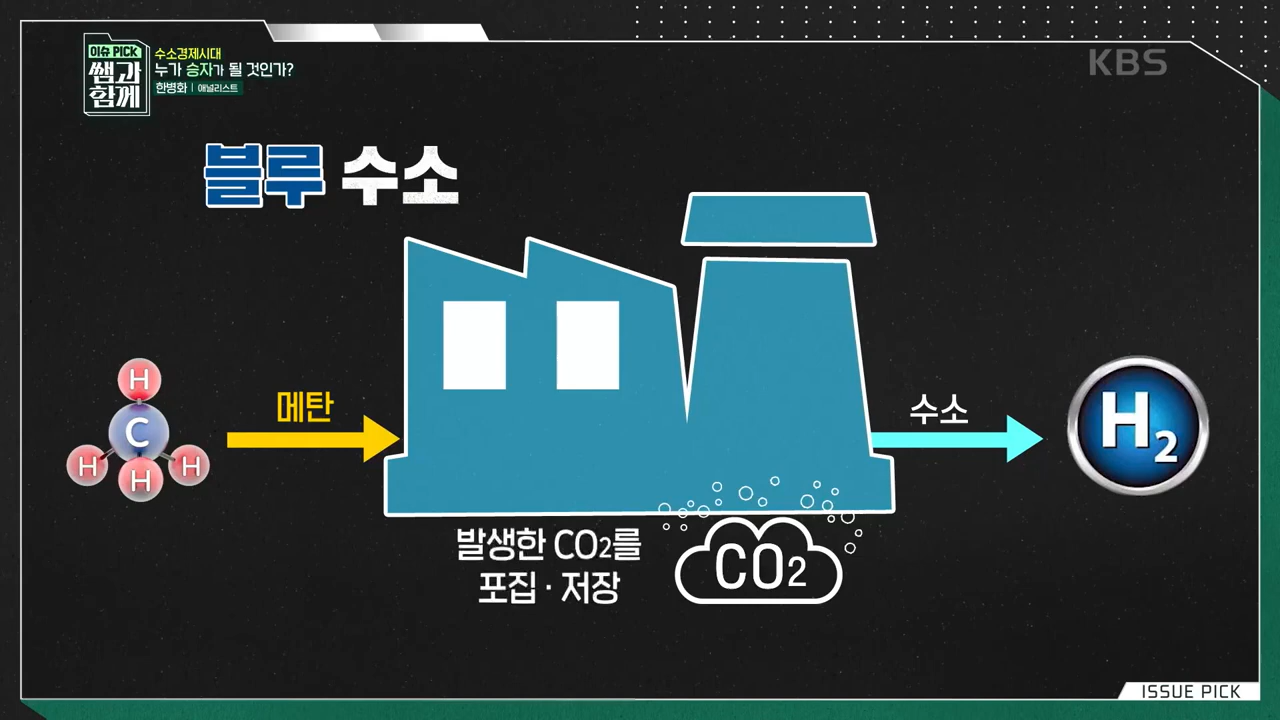 이슈 PICK
쌤과
함께
수소경제시대
누가 승자가 될 것인가?
한병화 | 애널리스트
KBS
블루 수소
H
C
H
H
H
메탄
수소
H2
발생한 CO2를
포집·저장
CO2
ISSUE PICK